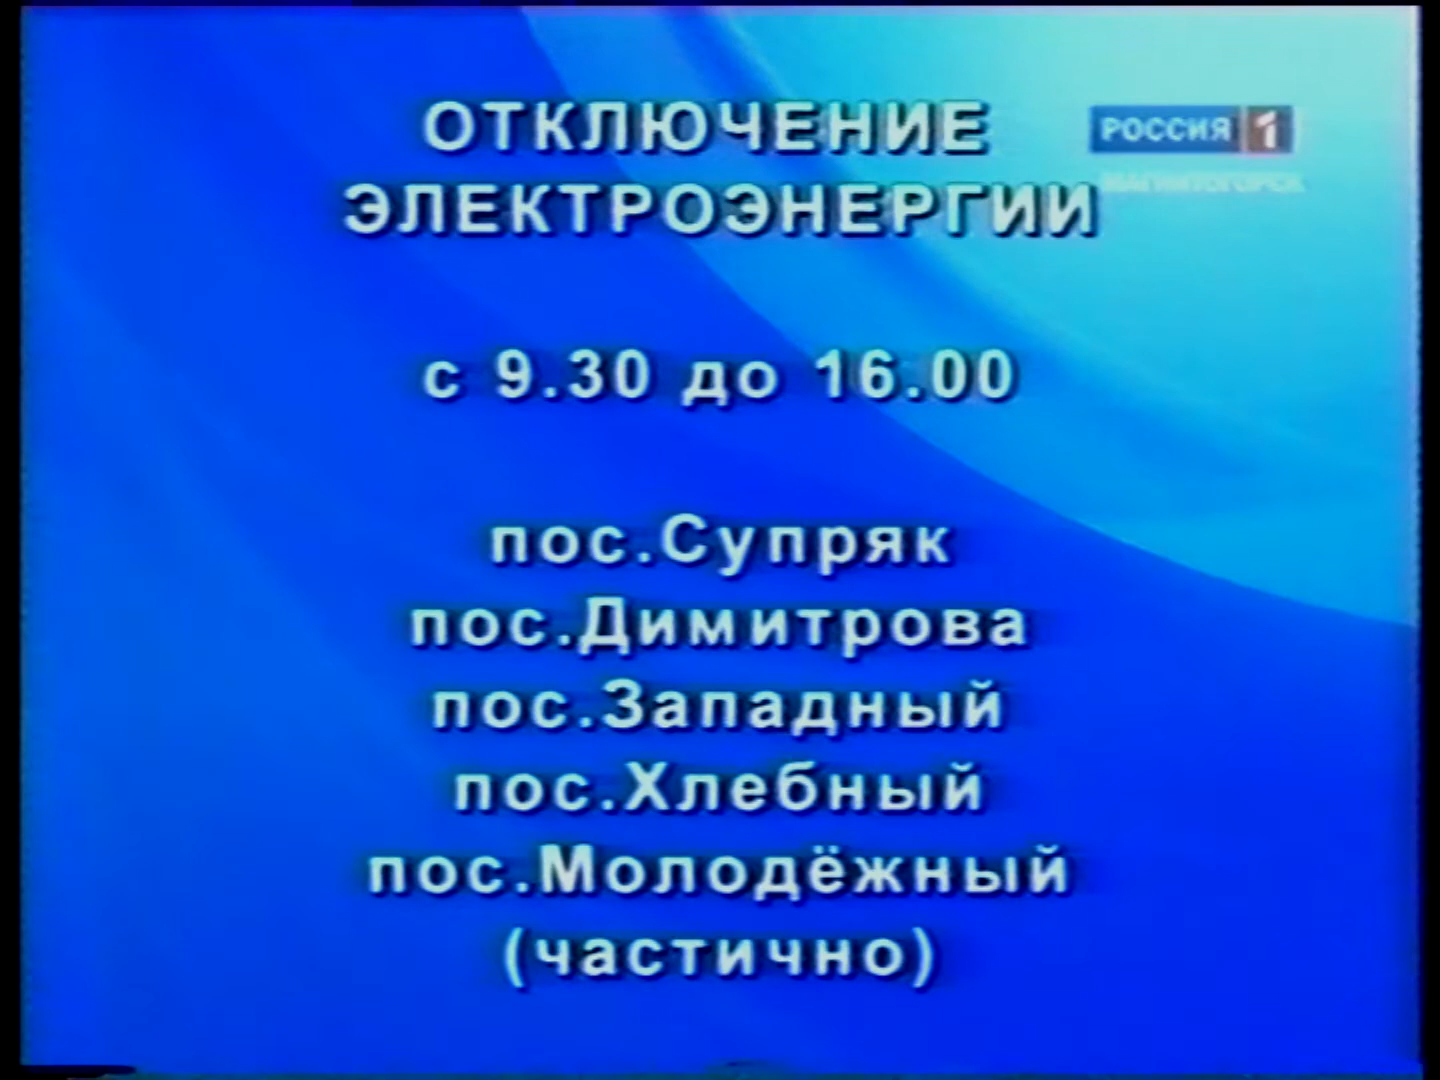 ОТКЛЮЧЕНИЕ
РОССИЯ 1
МАГНИТОГОРСК
ЭЛЕКТРОЭНЕРГИИ
с 9.30 до 16.00
пос.Супряк
пос.Димитрова
пос.Западный
пос.Хлебный
пос.Молодёжный
(частично)